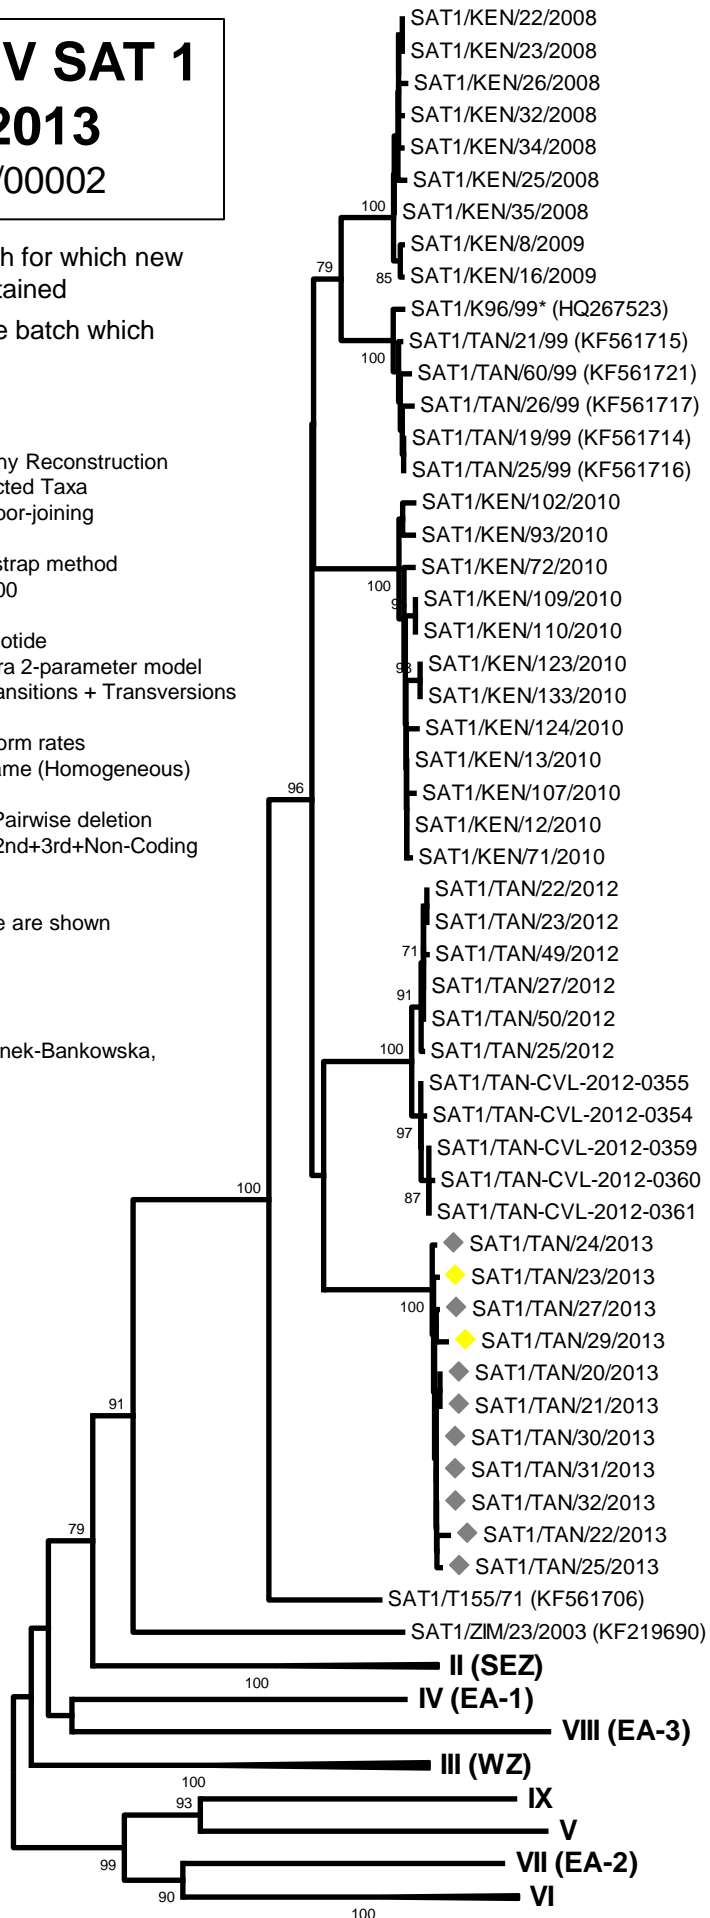 V SAT 1
2013
/00002
h for which new
tained
e batch which
ny Reconstruction
cted Taxa
oor-joining
strap method
00
otide
ra 2-parameter model
ansitions + Transversions
orm rates
ame (Homogeneous)
Pairwise deletion
2nd+3rd+Non-Coding
e are shown
nek-Bankowska,
SAT1/KEN/22/2008
SAT1/KEN/23/2008
SAT1/KEN/26/2008
SAT1/KEN/32/2008
SAT1/KEN/34/2008
SAT1/KEN/25/2008
100
SAT1/KEN/35/2008
SAT1/KEN/8/2009
79
85
SAT1/KEN/16/2009
SAT1/K96/99* (HQ267523)
SAT1/TAN/21/99 (KF561715)
100
SAT1/TAN/60/99 (KF561721)
SAT1/TAN/26/99 (KF561717)
SAT1/TAN/19/99 (KF561714)
SAT1/TAN/25/99 (KF561716)
SAT1/KEN/102/2010
SAT1/KEN/93/2010
SAT1/KEN/72/2010
100
SAT1/KEN/109/2010
SAT1/KEN/110/2010
SAT1/KEN/123/2010
93
SAT1/KEN/133/2010
SAT1/KEN/124/2010
SAT1/KEN/13/2010
96
SAT1/KEN/107/2010
SAT1/KEN/12/2010
SAT1/KEN/71/2010
SAT1/TAN/22/2012
SAT1/TAN/23/2012
71
SAT1/TAN/49/2012
91
SAT1/TAN/27/2012
SAT1/TAN/50/2012
100
SAT1/TAN/25/2012
SAT1/TAN-CVL-2012-0355
SAT1/TAN-CVL-2012-0354
97
SAT1/TAN-CVL-2012-0359
SAT1/TAN-CVL-2012-0360
87
SAT1/TAN-CVL-2012-0361
100
SAT1/TAN/24/2013
SAT1/TAN/23/2013
100
SAT1/TAN/27/2013
SAT1/TAN/29/2013
SAT1/TAN/20/2013
SAT1/TAN/21/2013
91
SAT1/TAN/30/2013
SAT1/TAN/31/2013
SAT1/TAN/32/2013
79
SAT1/TAN/22/2013
SAT1/TAN/25/2013
SAT1/T155/71 (KF561706)
SAT1/ZIM/23/2003 (KF219690)
II (SEZ)
100
IV (EA-1)
VIII (EA-3)
III (WZ)
100
93
IX
V
99
VII (EA-2)
90
VI
100